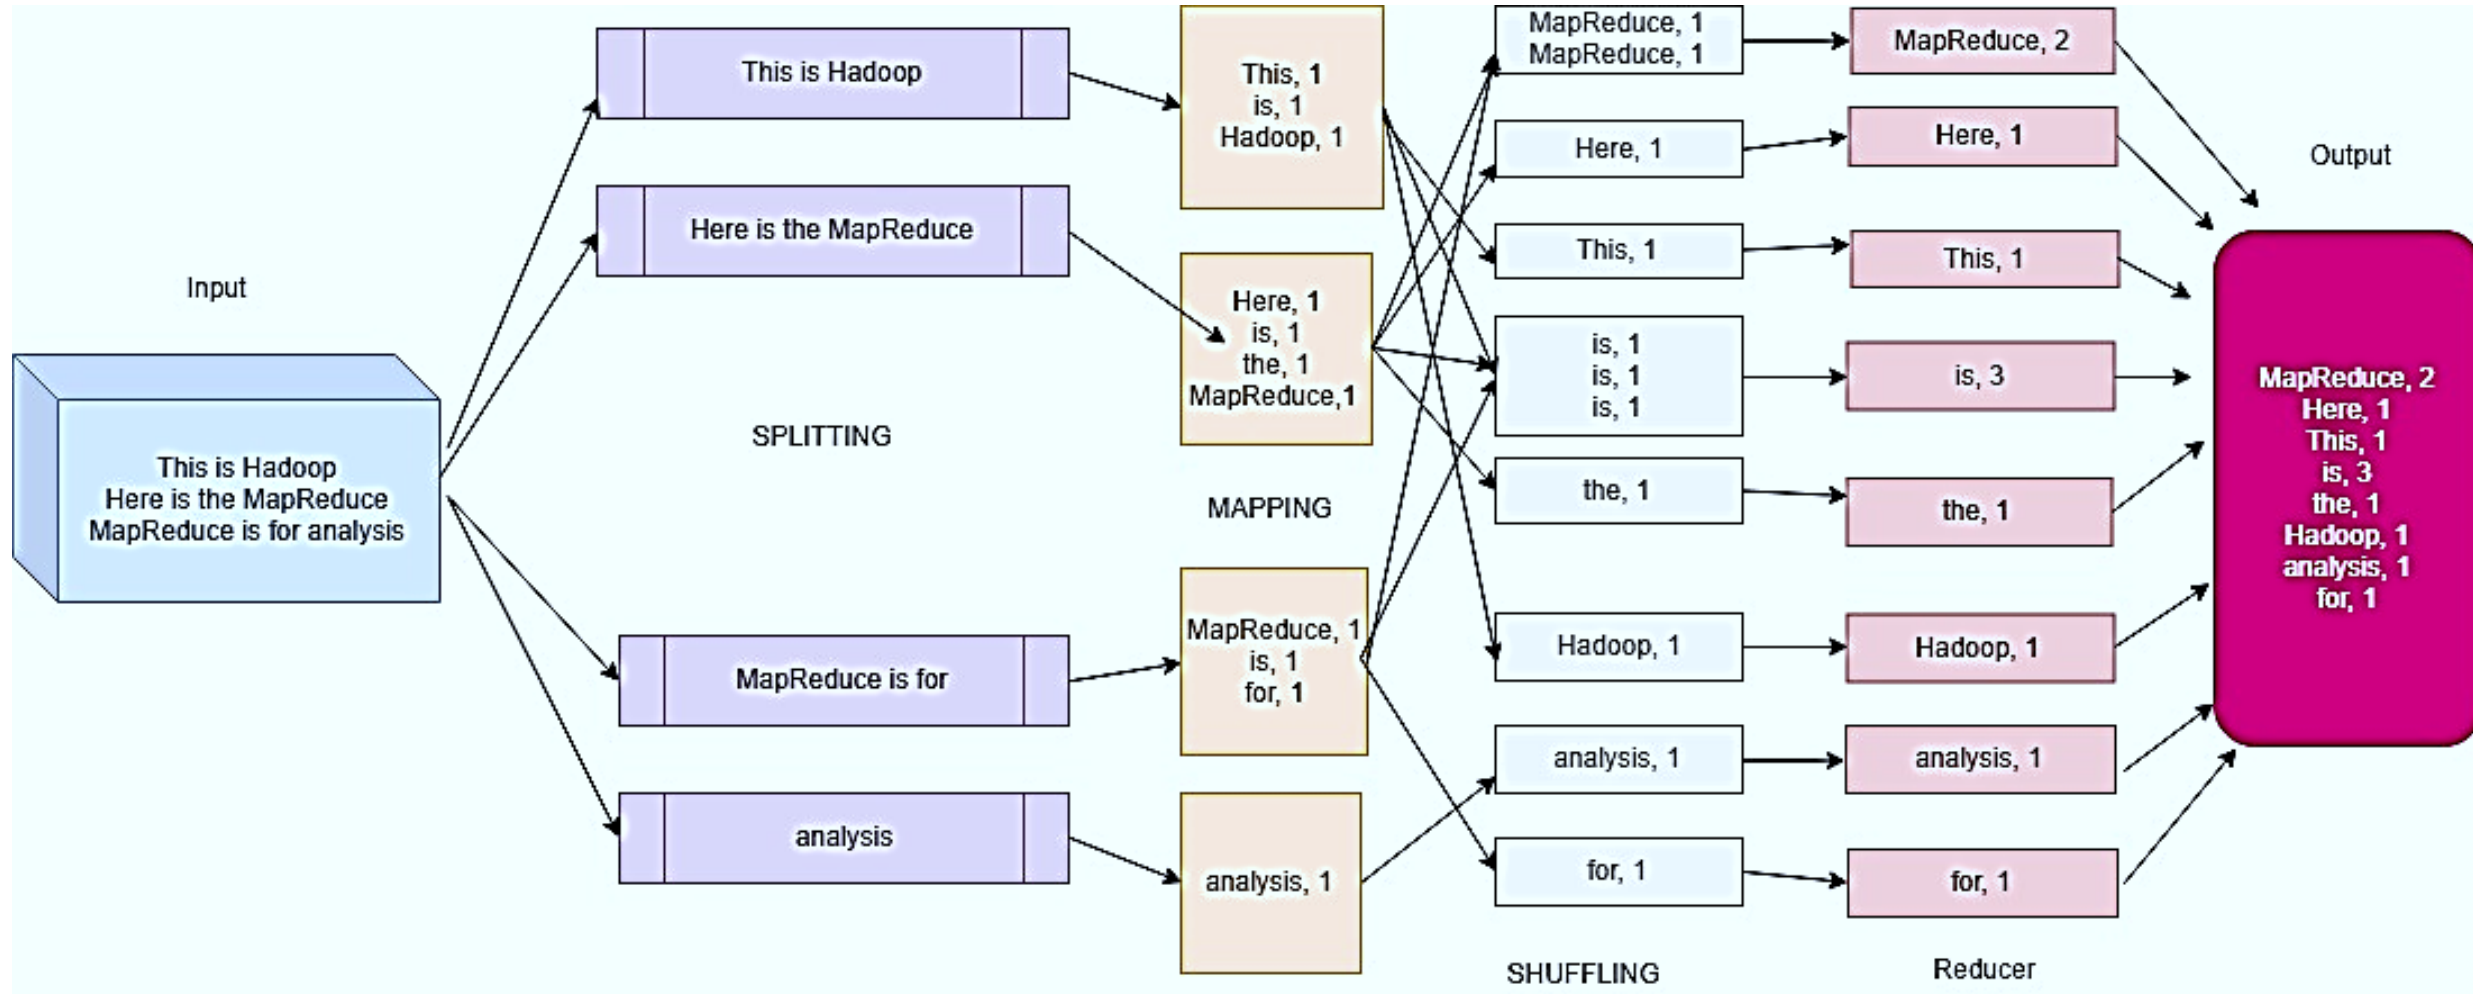 Input
This is Hadoop
Here is the MapReduce
MapReduce is for analysis
This is Hadoop
Here is the MapReduce
SPLITTING
MapReduce is for
analysis
This, 1
is, 1
Hadoop, 1
Here, 1
is, 1
the, 1
MapReduce,1
MAPPING
MapReduce, 1
is, 1
for, 1
analysis, 1
MapReduce, 1
MapReduce, 1
Here, 1
This, 1
is, 1
is, 1
is, 1
the, 1
Hadoop, 1
analysis, 1
for, 1
SHUFFLING
MapReduce, 2
Here, 1
This, 1
is, 3
the, 1
Hadoop, 1
analysis, 1
for, 1
Reducer
Output
MapReduce, 2
Here, 1
This, 1
is, 3
the, 1
Hadoop, 1
analysis, 1
for, 1